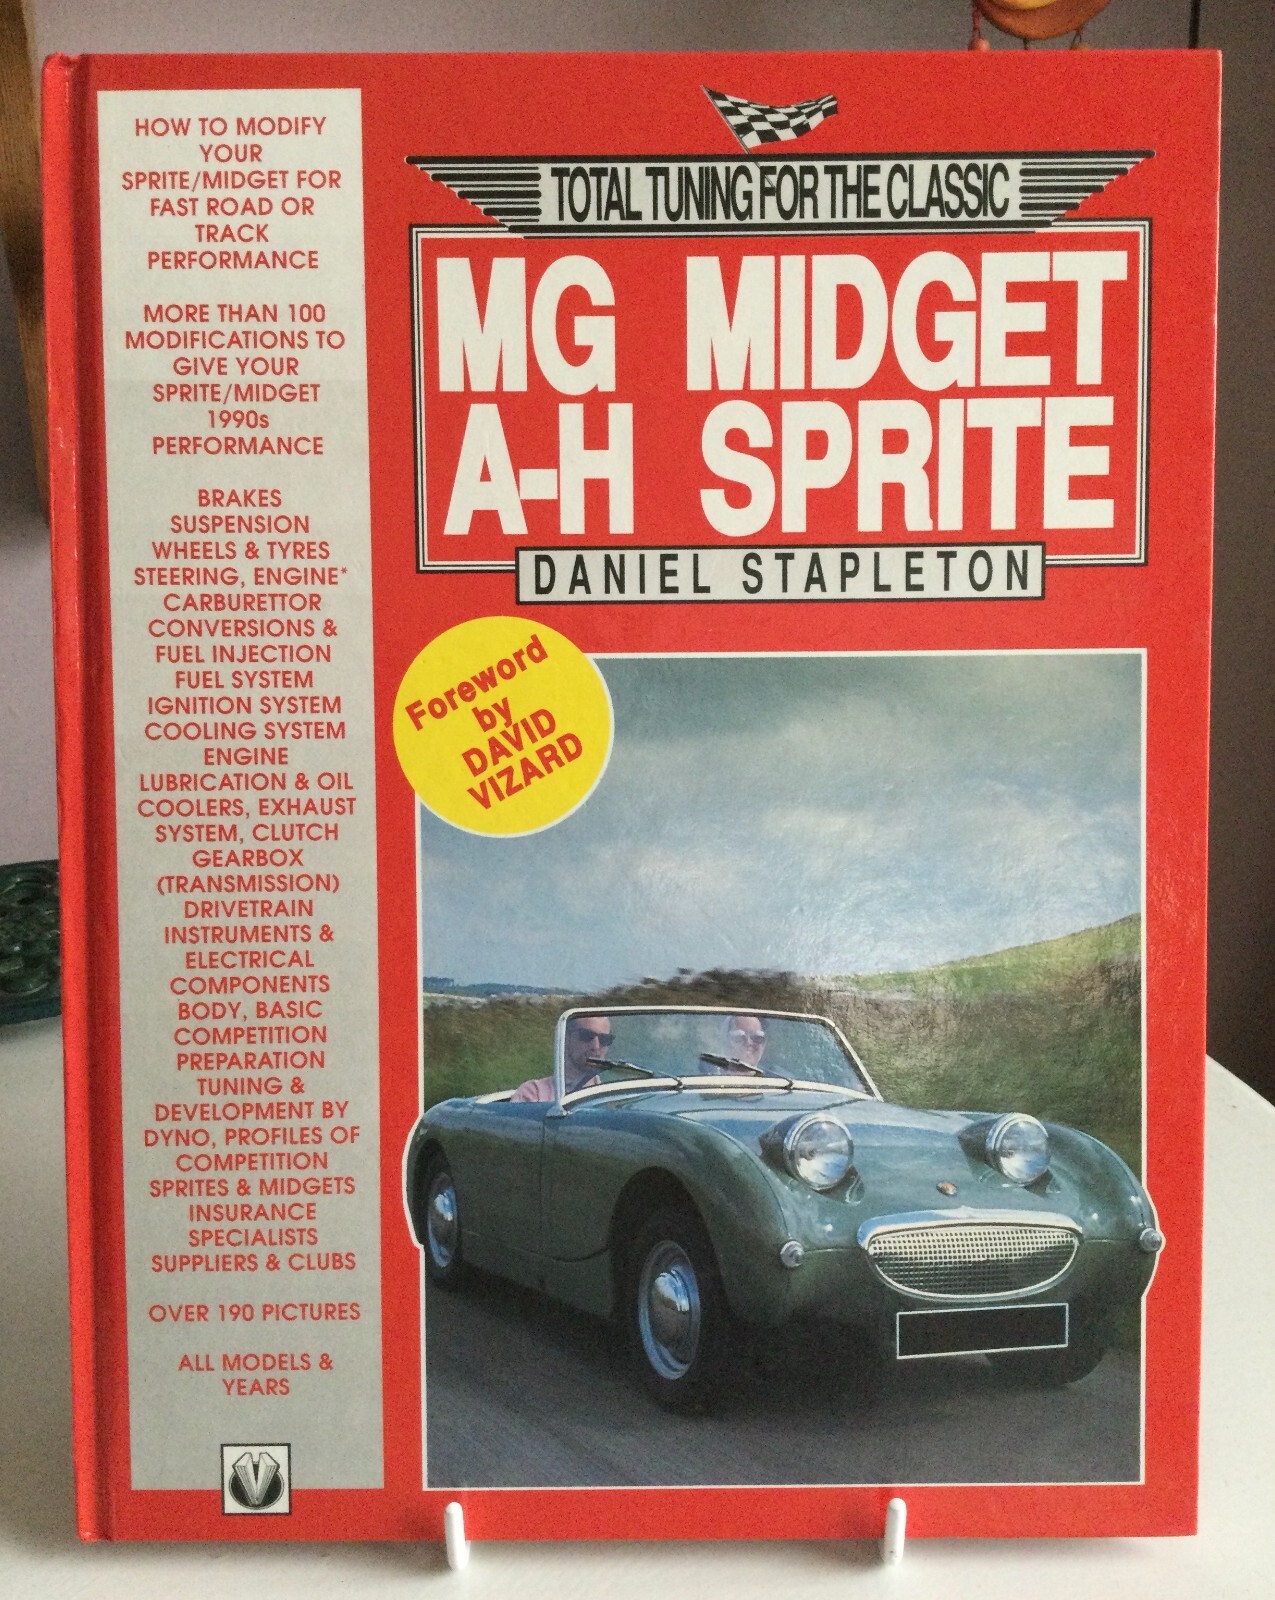 HOW TO MODIFY
YOUR
SPRITE/MIDGET FOR
FAST ROAD OR
TRACK
PERFORMANCE
MORE THAN 100
MODIFICATIONS TO
GIVE YOUR
SPRITE/MIDGET
1990s
PERFORMANCE
BRAKES
SUSPENSION
WHEELS & TYRES
STEERING, ENGINE*
CARBURETTOR
CONVERSIONS &
FUEL INJECTION
FUEL SYSTEM
IGNITION SYSTEM
COOLING SYSTEM
ENGINE
LUBRICATION & OIL
COOLERS, EXHAUST
SYSTEM, CLUTCH
GEARBOX
(TRANSMISSION)
DRIVETRAIN
INSTRUMENTS &
ELECTRICAL
COMPONENTS
BODY, BASIC
COMPETITION
PREPARATION
TUNING &
DEVELOPMENT BY
DYNO, PROFILES OF
COMPETITION
SPRITES & MIDGETS
INSURANCE
SPECIALISTS
SUPPLIERS & CLUBS
OVER 190 PICTURES
ALL MODELS &
YEARS
V
TOTAL TUNING FOR THE CLASSIC
MG MIDGET
A-H SPRITE
DANIEL STAPLETON
Foreword
by
DAVID
VIZARD